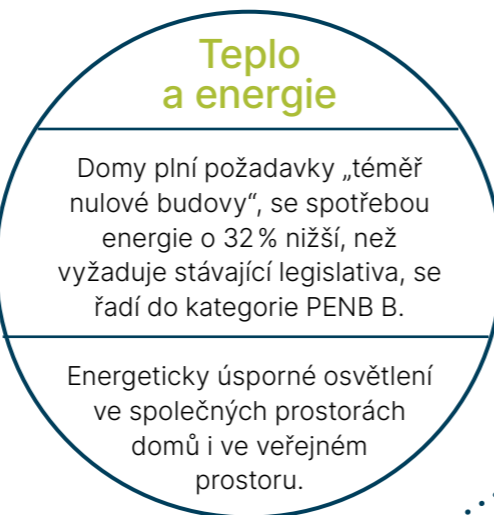 Teplo
a energie
Domy plní požadavky „téměř
nulové budovy“, se spotřebou
energie o 32 % nižší, než
vyžaduje stávající legislativa, se
řadí do kategorie PENB B.
Energeticky úsporné osvětlení
ve společných prostorách
domů i ve veřejném
prostoru.